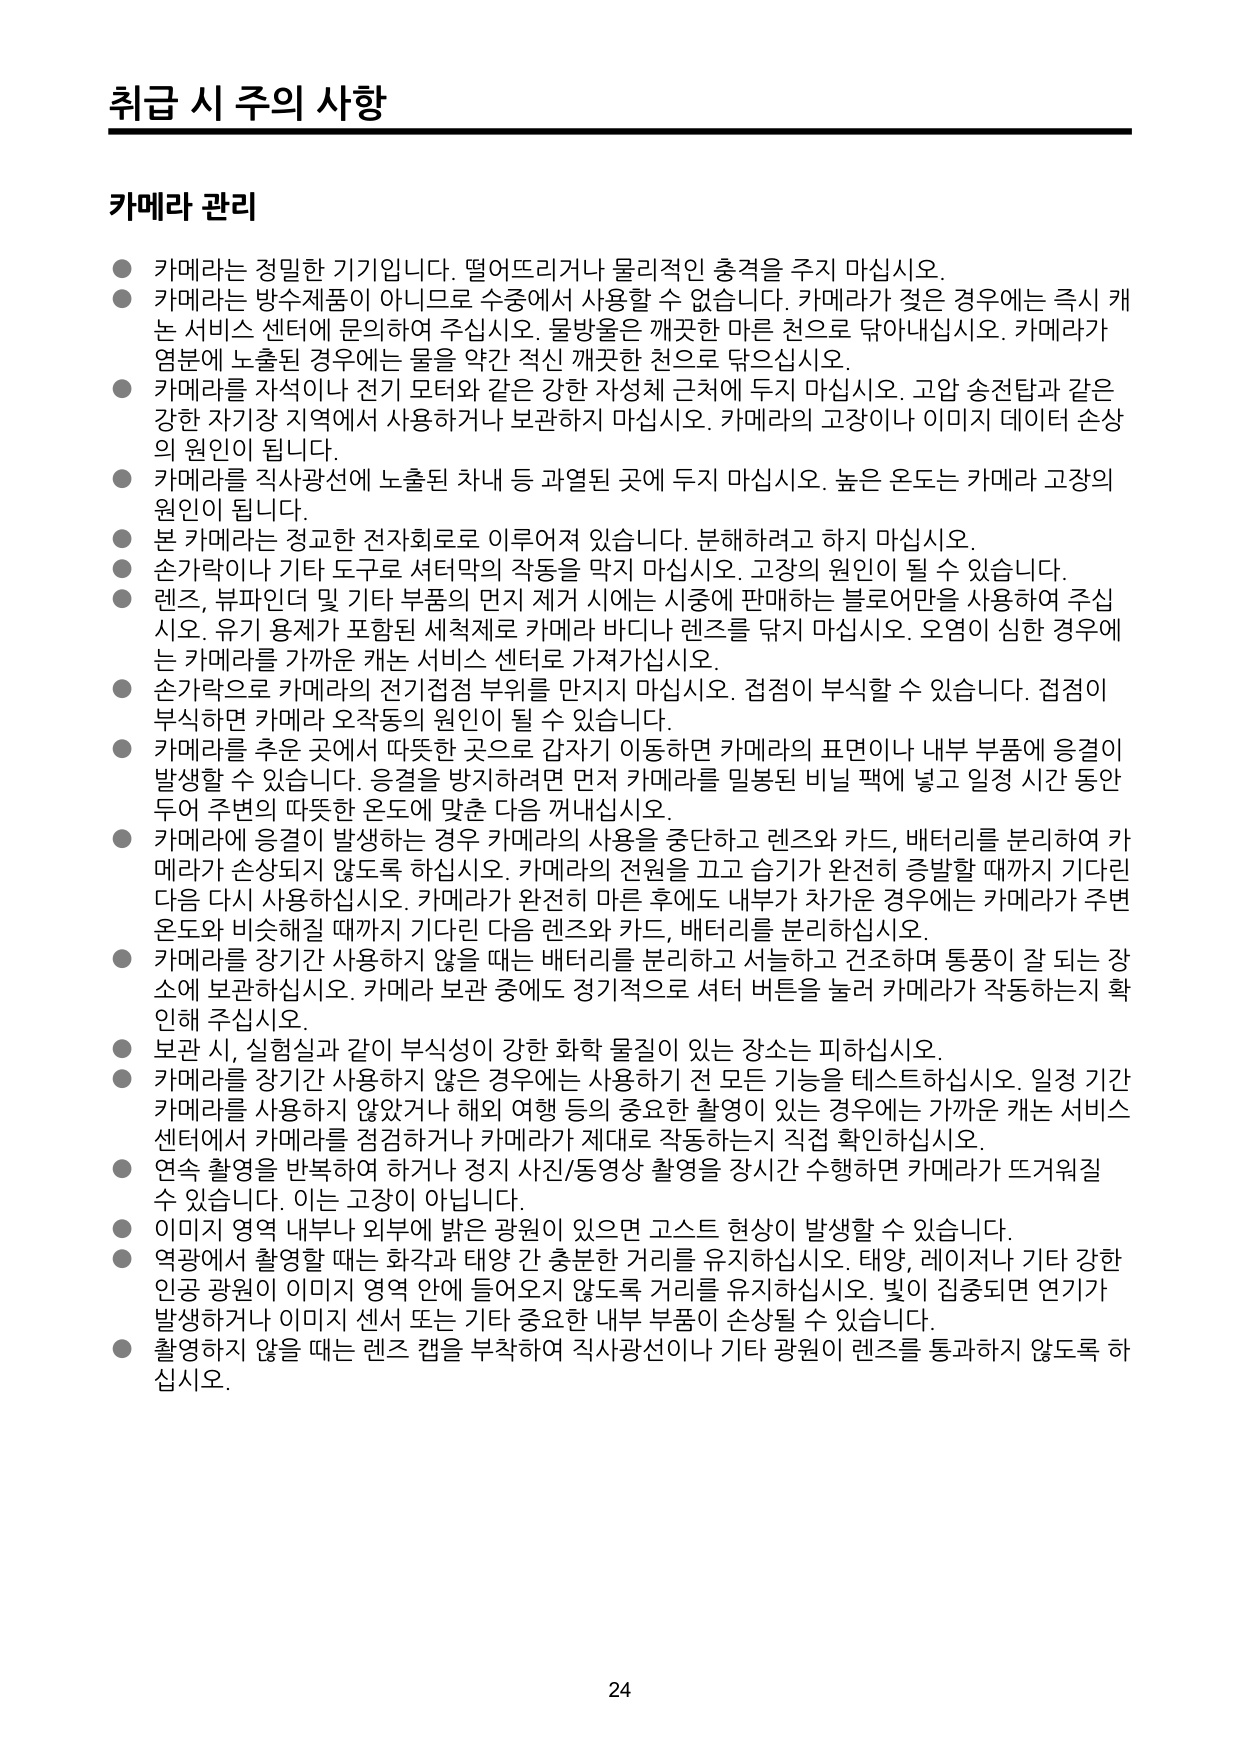 취급 시 주의 사항
카메라 관리
● 카메라는 정밀한 기기입니다. 떨어뜨리거나 물리적인 충격을 주지 마십시오.
● 카메라는 방수제품이 아니므로 수중에서 사용할 수 없습니다. 카메라가 젖은 경우에는 즉시 캐
논 서비스 센터에 문의하여 주십시오. 물방울은 깨끗한 마른 천으로 닦아내십시오. 카메라가
염분에 노출된 경우에는 물을 약간 적신 깨끗한 천으로 닦으십시오.
● 카메라를 자석이나 전기 모터와 같은 강한 자성체 근처에 두지 마십시오. 고압 송전탑과 같은
강한 자기장 지역에서 사용하거나 보관하지 마십시오. 카메라의 고장이나 이미지 데이터 손상
의 원인이 됩니다.
● 카메라를 직사광선에 노출된 차내 등 과열된 곳에 두지 마십시오. 높은 온도는 카메라 고장의
원인이 됩니다.
● 본 카메라는 정교한 전자회로로 이루어져 있습니다. 분해하려고 하지 마십시오.
● 손가락이나 기타 도구로 셔터막의 작동을 막지 마십시오. 고장의 원인이 될 수 있습니다.
● 렌즈, 뷰파인더 및 기타 부품의 먼지 제거 시에는 시중에 판매하는 블로어만을 사용하여 주십
시오. 유기 용제가 포함된 세척제로 카메라 바디나 렌즈를 닦지 마십시오. 오염이 심한 경우에
는 카메라를 가까운 캐논 서비스 센터로 가져가십시오.
● 손가락으로 카메라의 전기접점 부위를 만지지 마십시오. 접점이 부식할 수 있습니다. 접점이
부식하면 카메라 오작동의 원인이 될 수 있습니다.
● 카메라를 추운 곳에서 따뜻한 곳으로 갑자기 이동하면 카메라의 표면이나 내부 부품에 응결이
발생할 수 있습니다. 응결을 방지하려면 먼저 카메라를 밀봉된 비닐 팩에 넣고 일정 시간 동안
두어 주변의 따뜻한 온도에 맞춘 다음 꺼내십시오.
● 카메라에 응결이 발생하는 경우 카메라의 사용을 중단하고 렌즈와 카드, 배터리를 분리하여 카
메라가 손상되지 않도록 하십시오. 카메라의 전원을 끄고 습기가 완전히 증발할 때까지 기다린
다음 다시 사용하십시오. 카메라가 완전히 마른 후에도 내부가 차가운 경우에는 카메라가 주변
온도와 비슷해질 때까지 기다린 다음 렌즈와 카드, 배터리를 분리하십시오.
● 카메라를 장기간 사용하지 않을 때는 배터리를 분리하고 서늘하고 건조하며 통풍이 잘 되는 장
소에 보관하십시오. 카메라 보관 중에도 정기적으로 셔터 버튼을 눌러 카메라가 작동하는지 확
인해 주십시오.
● 보관 시, 실험실과 같이 부식성이 강한 화학 물질이 있는 장소는 피하십시오.
● 카메라를 장기간 사용하지 않은 경우에는 사용하기 전 모든 기능을 테스트하십시오. 일정 기간
카메라를 사용하지 않았거나 해외 여행 등의 중요한 촬영이 있는 경우에는 가까운 캐논 서비스
센터에서 카메라를 점검하거나 카메라가 제대로 작동하는지 직접 확인하십시오.
● 연속 촬영을 반복하여 하거나 정지 사진/동영상 촬영을 장시간 수행하면 카메라가 뜨거워질
수 있습니다. 이는 고장이 아닙니다.
● 이미지 영역 내부나 외부에 밝은 광원이 있으면 고스트 현상이 발생할 수 있습니다.
● 역광에서 촬영할 때는 화각과 태양 간 충분한 거리를 유지하십시오. 태양, 레이저나 기타 강한
인공 광원이 이미지 영역 안에 들어오지 않도록 거리를 유지하십시오. 빛이 집중되면 연기가
발생하거나 이미지 센서 또는 기타 중요한 내부 부품이 손상될 수 있습니다.
● 촬영하지 않을 때는 렌즈 캡을 부착하여 직사광선이나 기타 광원이 렌즈를 통과하지 않도록 하
십시오.
24